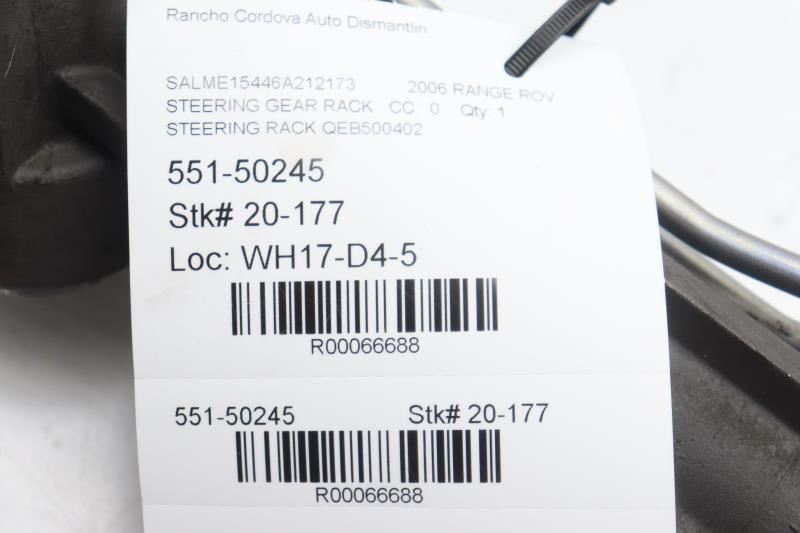 Rancho Cordova Auto Dismantlin
SALME15446A212173 2006 RANGE ROV
STEERING GEAR RACK CC: 0 Qty: 1
STEERING RACK QEB500402
551-50245
Stk# 20-177
Loc: WH17-D4-5
R00066688
551-50245 Stk# 20-177
R00066688